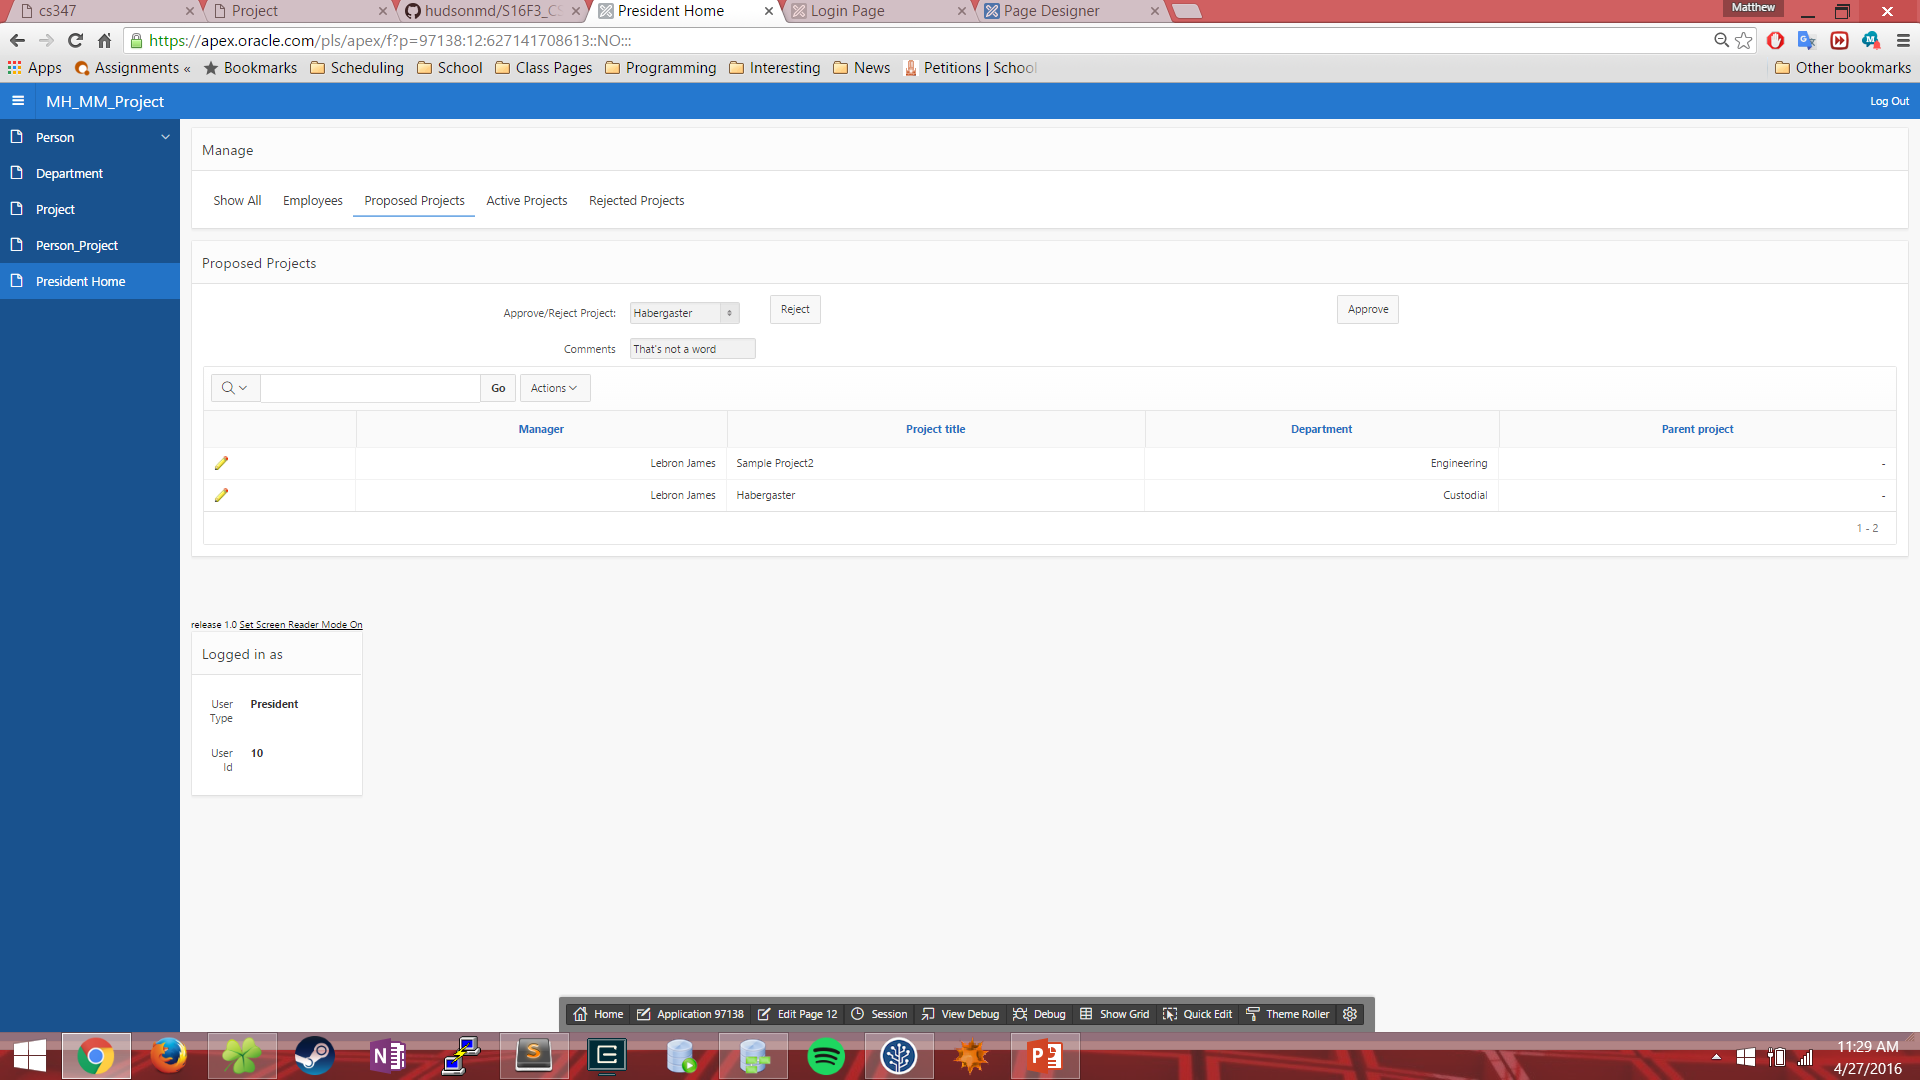 cs347
Project
hudsonmd/S16F3_CS
President Home
Login Page
Page Designer
Matthew
https://apex.oracle.com/pls/apex/f?p=97138:12:627141708613::NO:::
Apps
Assignments «
Bookmarks
Scheduling
School
Class Pages
Programming
Interesting
News
Petitions | School
Other bookmarks
MH_MM_Project
Log Out
Person
Department
Project
Person_Project
President Home
Manage
Show All
Employees
Proposed Projects
Active Projects
Rejected Projects
Proposed Projects
Approve/Reject Project:
Habergaster
Reject
Approve
Comments
That's not a word
Go
Actions
Manager
Project title
Department
Parent project
Lebron James
Sample Project2
Engineering
-
Lebron James
Habergaster
Custodial
-
1 - 2
release 1.0 Set Screen Reader Mode On
Logged in as
User
Type
President
User
Id
10
Home
Application 97138
Edit Page 12
Session
View Debug
Debug
Show Grid
Quick Edit
Theme Roller
11:29 AM
4/27/2016